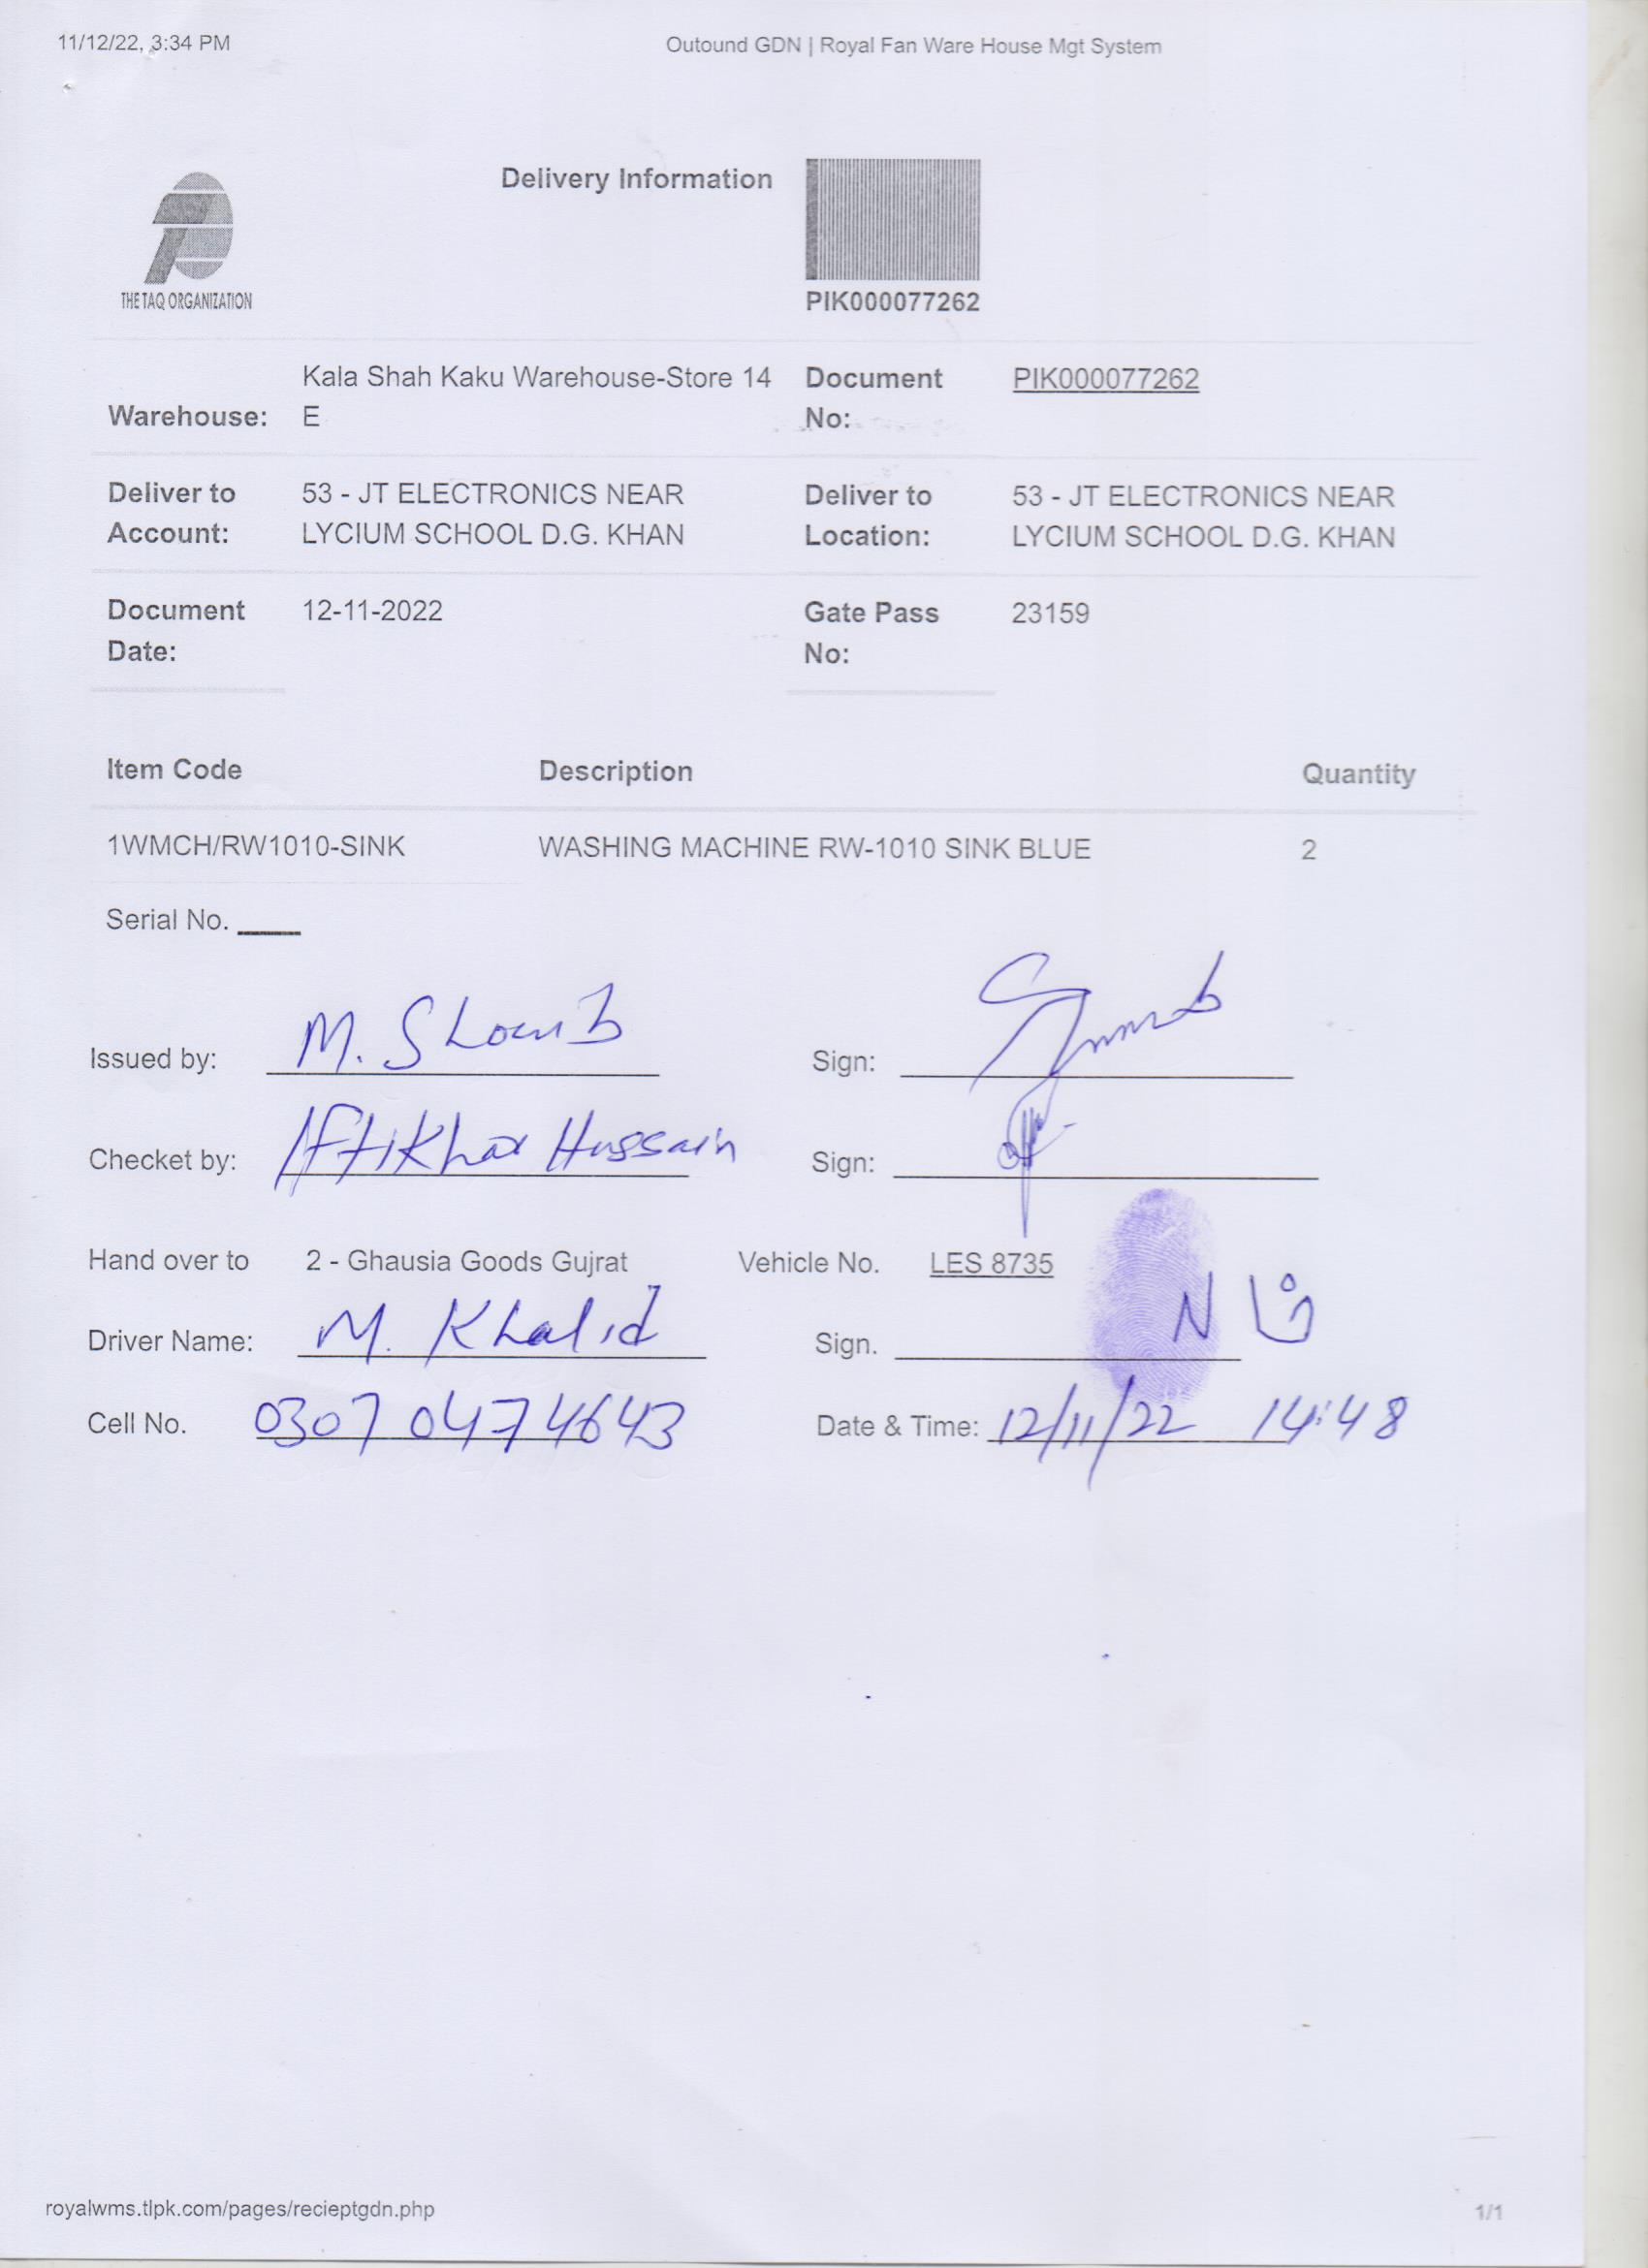 11/12/22, 3:34 PM
Outound GDN | Royal Fan Ware House Mgt System
Delivery Information
THE TAQ ORGANIZATION
PIK000077262
Warehouse: Kala Shah Kaku Warehouse-Store 14 E
Document No: PIK000077262
Deliver to Account: 53 - JT ELECTRONICS NEAR LYCIUM SCHOOL D.G. KHAN
Deliver to Location: 53 - JT ELECTRONICS NEAR LYCIUM SCHOOL D.G. KHAN
Document Date: 12-11-2022
Gate Pass No: 23159
Item Code Description Quantity
1WMCH/RW1010-SINK WASHING MACHINE RW-1010 SINK BLUE 2
Serial No.
Issued by: M. Sign:
Checket by: Iftikhar Hussain Sign:
Hand over to 2 - Ghausia Goods Gujrat Vehicle No. LES 8735
Driver Name: M. Khalid Sign. N
Cell No. 0307 0474643 Date & Time: 12/11/22 14:48
royalwms.tlpk.com/pages/recieptgdn.php
1/1